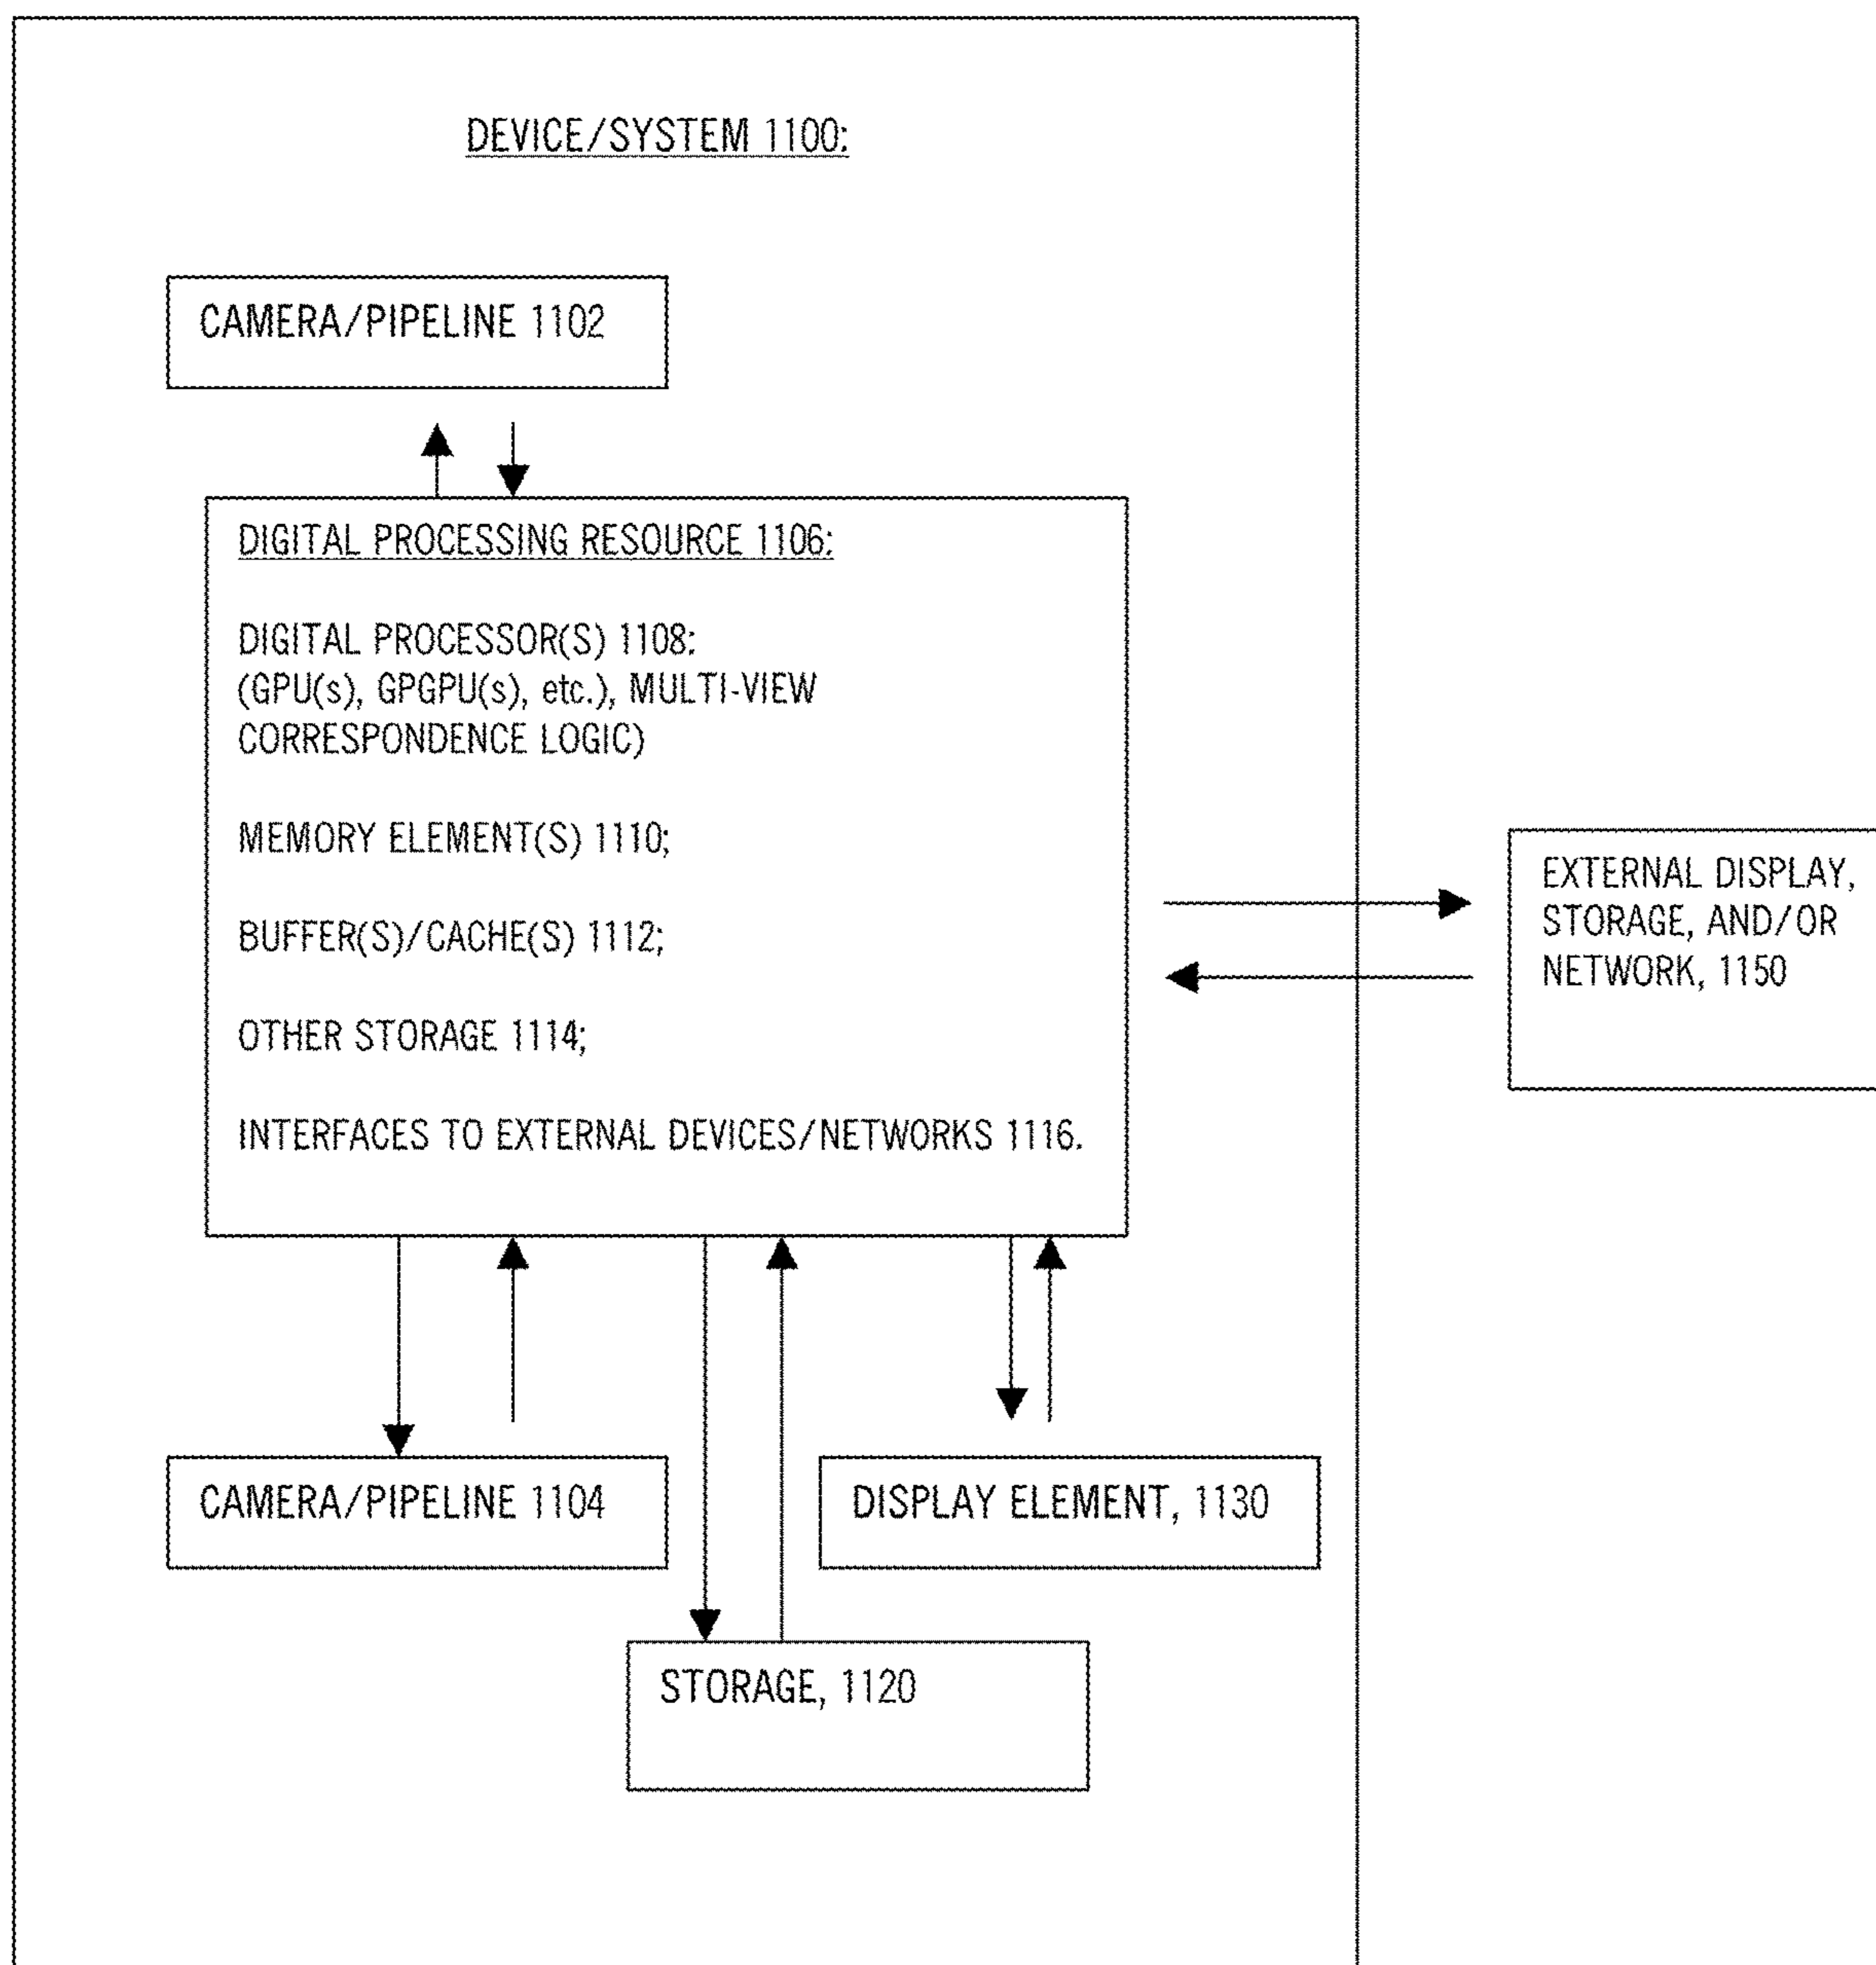 DEVICE/SYSTEM 1100:
CAMERA/PIPELINE 1102
DIGITAL PROCESSING RESOURCE 1106:
DIGITAL PROCESSOR(S) 1108:
(GPU(s), GPGPU(s), etc.), MULTI-VIEW
CORRESPONDENCE LOGIC)
MEMORY ELEMENT(S) 1110;
BUFFER(S)/CACHE(S) 1112;
OTHER STORAGE 1114;
INTERFACES TO EXTERNAL DEVICES/NETWORKS 1116.
EXTERNAL DISPLAY,
STORAGE, AND/OR
NETWORK, 1150
CAMERA/PIPELINE 1104
DISPLAY ELEMENT, 1130
STORAGE, 1120